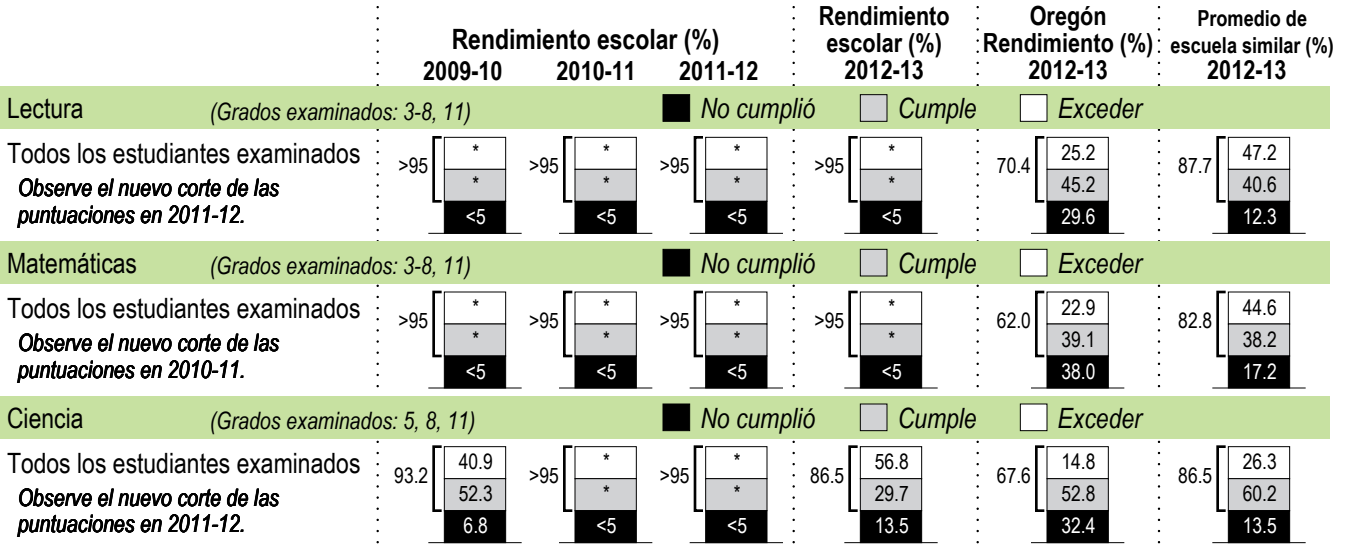 Rendimiento escolar (%) Rendimiento escolar (%) Oregón Rendimiento (%) Promedio de escuela similar (%)
2009-10 2010-11 2011-12 2012-13 2012-13 2012-13
Lectura (Grados examinados: 3-8, 11) No cumplió Cumple Exceder
Todos los estudiantes examinados >95 * >95 * >95 * >95 * 70.4 25.2 87.7 47.2
Observe el nuevo corte de las * * * * 45.2 40.6
puntuaciones en 2011-12. <5 <5 <5 <5 29.6 12.3
Matemáticas (Grados examinados: 3-8, 11) No cumplió Cumple Exceder
Todos los estudiantes examinados >95 * >95 * >95 * >95 * 62.0 22.9 82.8 44.6
Observe el nuevo corte de las * * * * 39.1 38.2
puntuaciones en 2010-11. <5 <5 <5 <5 38.0 17.2
Ciencia (Grados examinados: 5, 8, 11) No cumplió Cumple Exceder
Todos los estudiantes examinados 93.2 40.9 >95 * >95 * 86.5 56.8 67.6 14.8 86.5 26.3
Observe el nuevo corte de las 52.3 * * 29.7 52.8 60.2
puntuaciones en 2011-12. 6.8 <5 <5 13.5 32.4 13.5